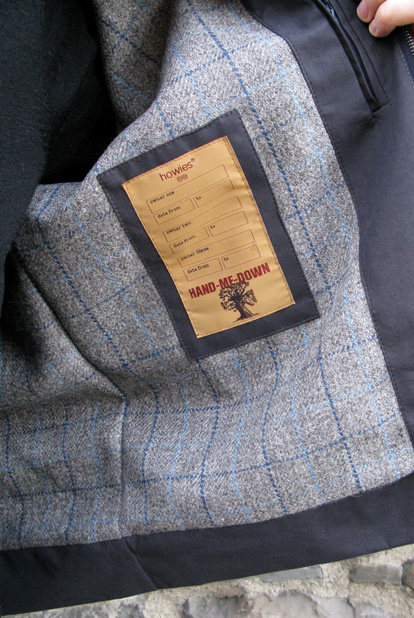 howies®
owner one
date from to
owner two
date from to
owner three
date from to
HAND-ME-DOWN